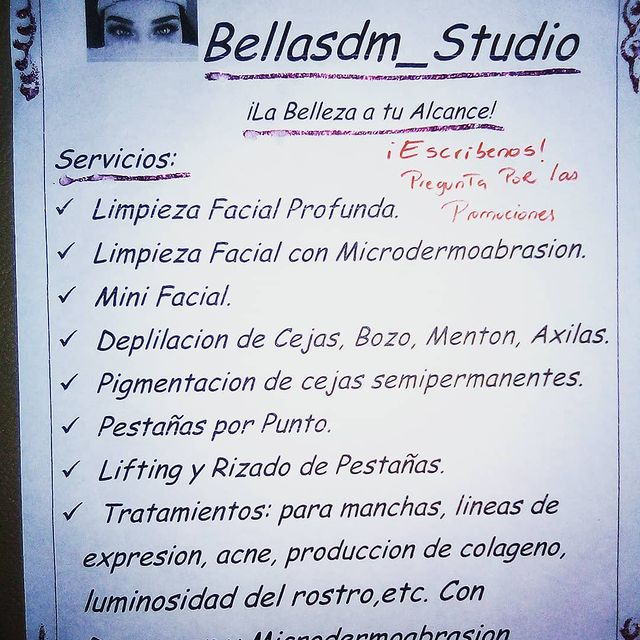 Bellasdm_Studio
¡La Belleza a tu Alcance!
Servicios:
¡Escribenos!
Pregunta Por las
Promociones
✓ Limpieza Facial Profunda.
✓ Limpieza Facial con Microdermoabrasion.
✓ Mini Facial.
✓ Deplilacion de Cejas, Bozo, Menton, Axilas.
✓ Pigmentacion de cejas semipermanentes.
✓ Pestañas por Punto.
✓ Lifting y Rizado de Pestañas.
✓ Tratamientos: para manchas, lineas de
expresion, acne, produccion de colageno,
luminosidad del rostro,etc. Con
y Microdermoabrasion